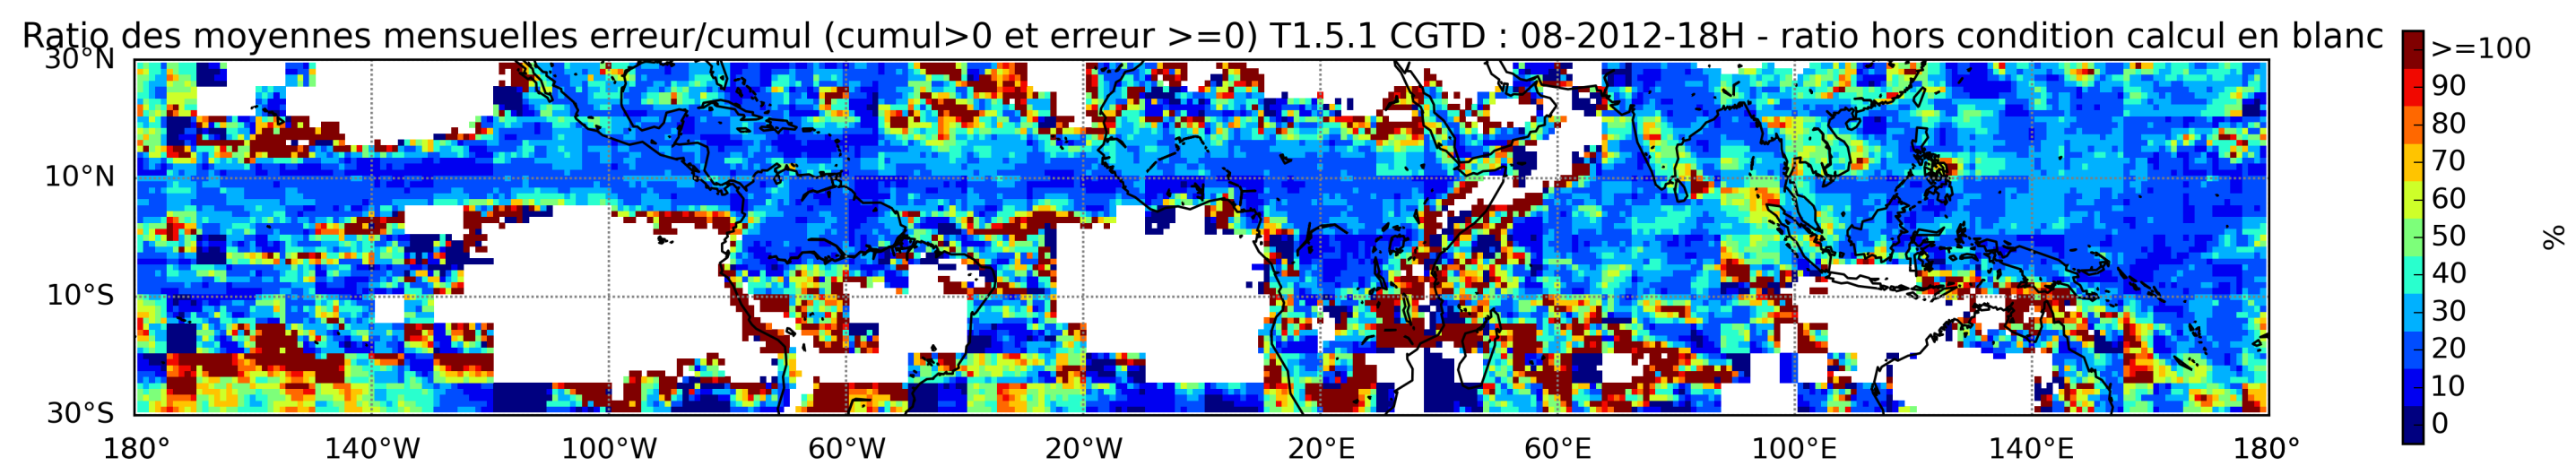 Ratio des moyennes mensuelles erreur/cumul (cumul>0 et erreur >=0) T1.5.1 CGTD : 08-2012-18H - ratio hors condition calcul en blanc
30°N
10°N
10°S
30°S
180° 140°W 100°W 60°W 20°W 20°E 60°E 100°E 140°E 180°
>=100
90
80
70
60
50
40
30
20
10
0
%